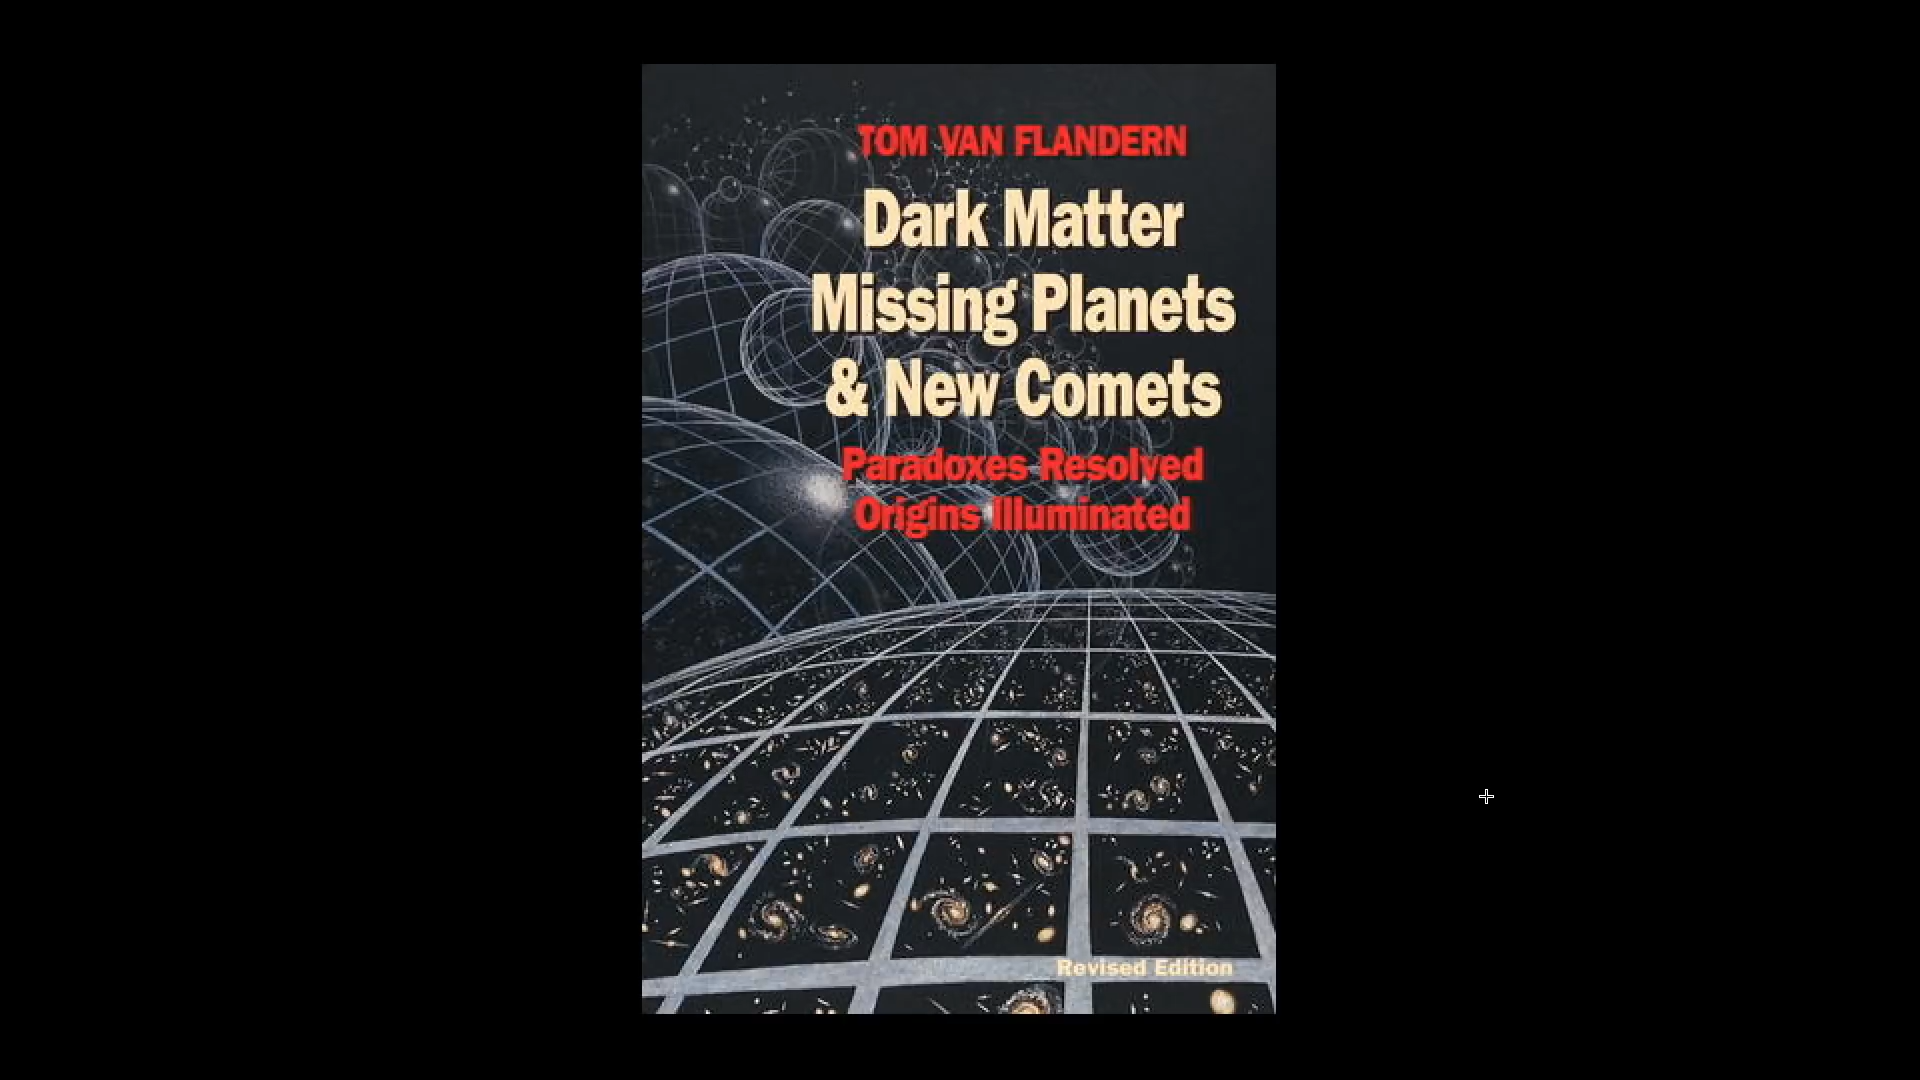 TOM VAN FLANDERN
Dark Matter
Missing Planets
& New Comets
Paradoxes Resolved
Origins Illuminated
Revised Edition